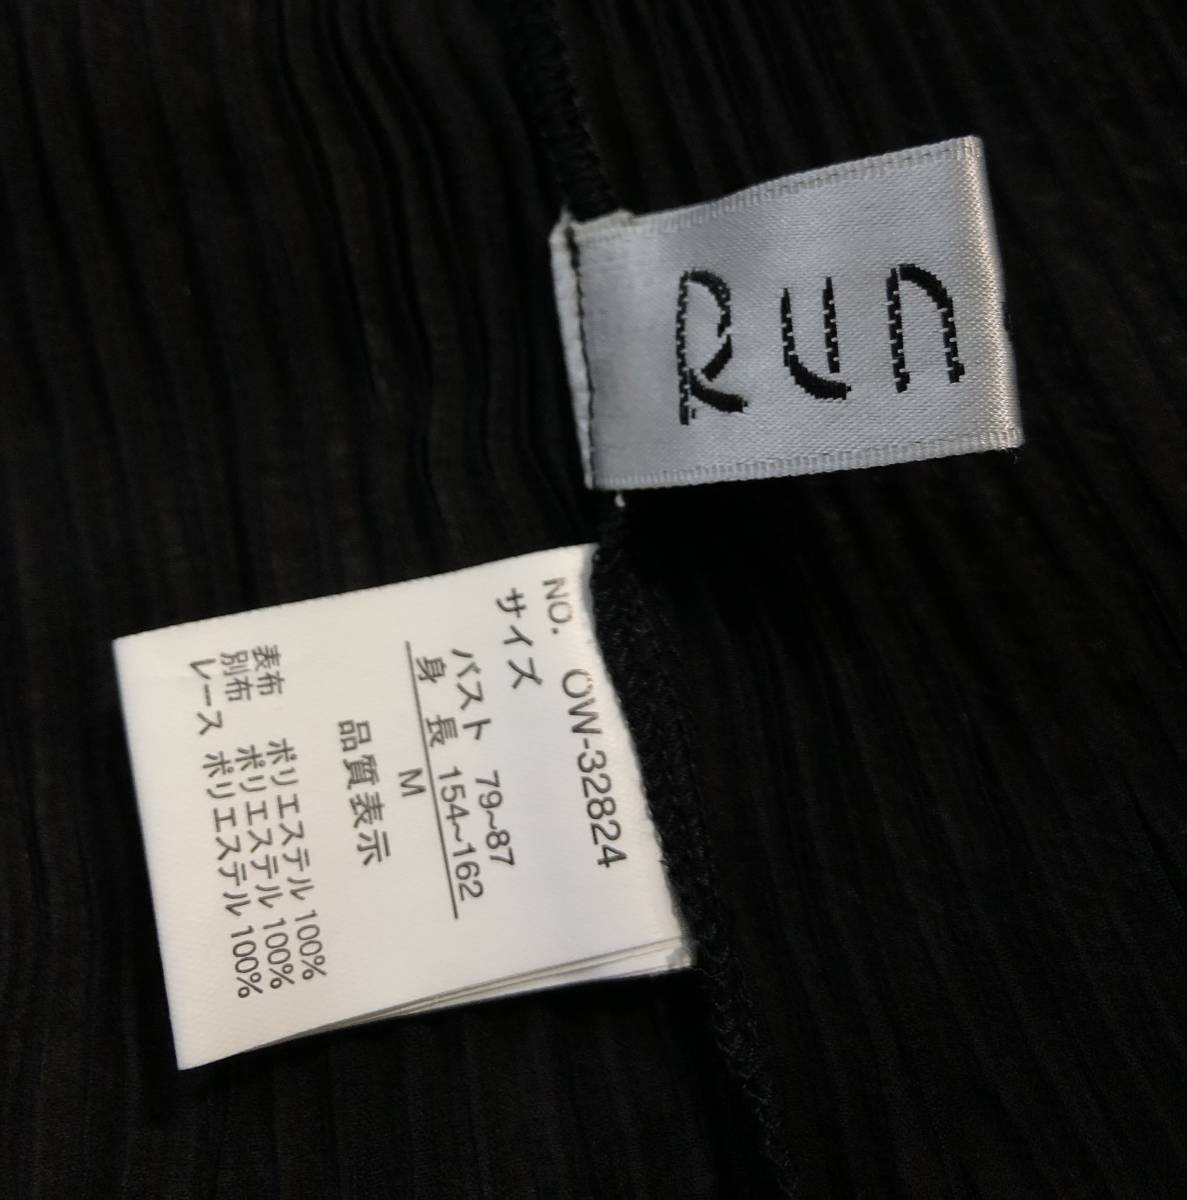 RUN
NO. OW-32824
サイズ
バスト 79~87
身 長 154~162
M
品質表示
表布 ポリエステル 100%
別布 ポリエステル 100%
レース ポリエステル 100%